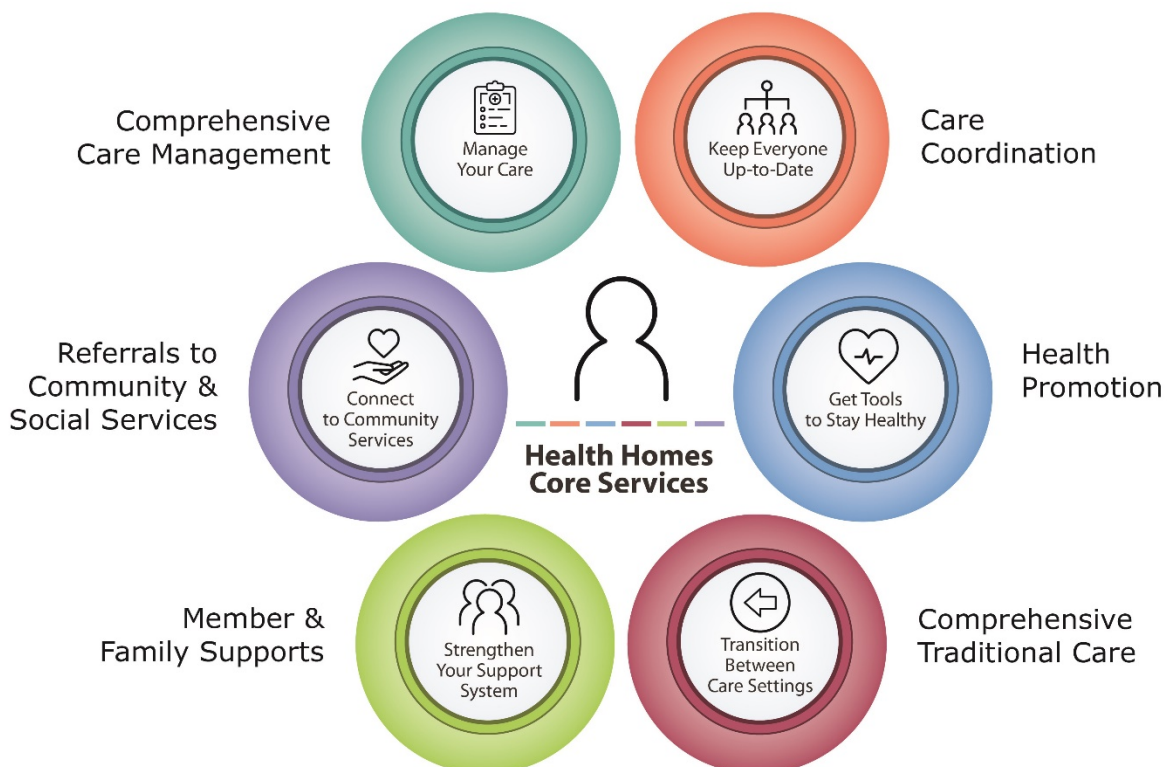 Comprehensive
Care Management
Manage
Your Care
Keep Everyone
Up-to-Date
Care
Coordination
Referrals to
Community &
Social Services
Connect
to Community
Services
Health Homes
Core Services
Get Tools
to Stay Healthy
Health
Promotion
Member &
Family Supports
Strengthen
Your Support
System
Transition
Between
Care Settings
Comprehensive
Traditional Care